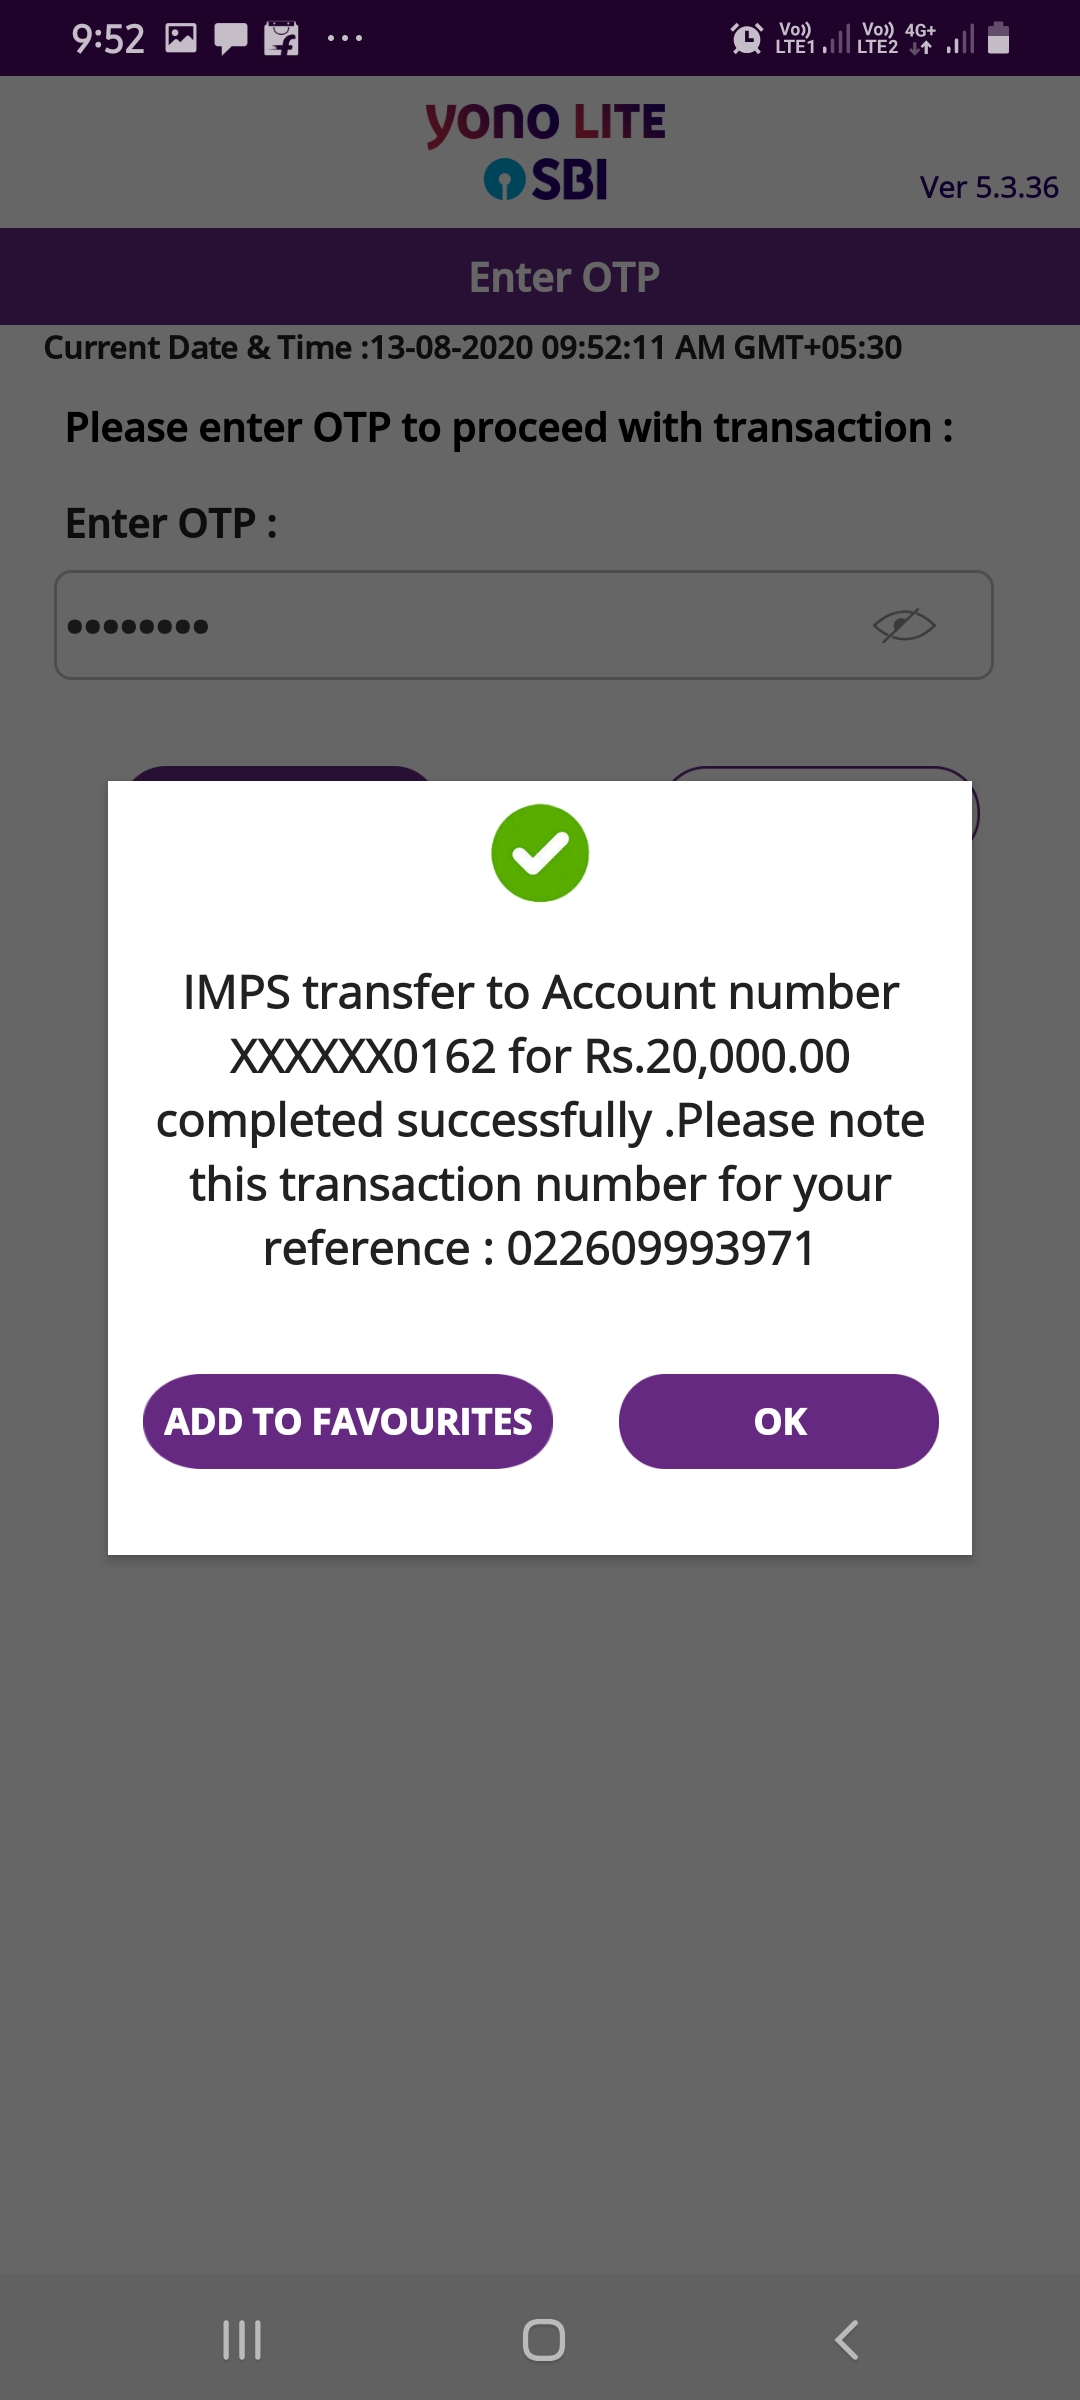 9:52
Vo)) LTE1 Vo)) LTE2 4G+
yono LITE
SBI
Ver 5.3.36
Enter OTP
Current Date & Time :13-08-2020 09:52:11 AM GMT+05:30
Please enter OTP to proceed with transaction :
Enter OTP :
IMPS transfer to Account number
XXXXXX0162 for Rs.20,000.00
completed successfully .Please note
this transaction number for your
reference : 022609993971
ADD TO FAVOURITES OK